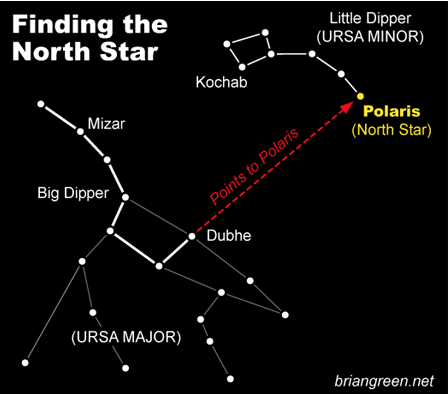 Finding the
North Star
Little Dipper
(URSA MINOR)
Kochab
Polaris
(North Star)
Mizar
Points to Polaris
Big Dipper
Dubhe
(URSA MAJOR)
briangreen.net